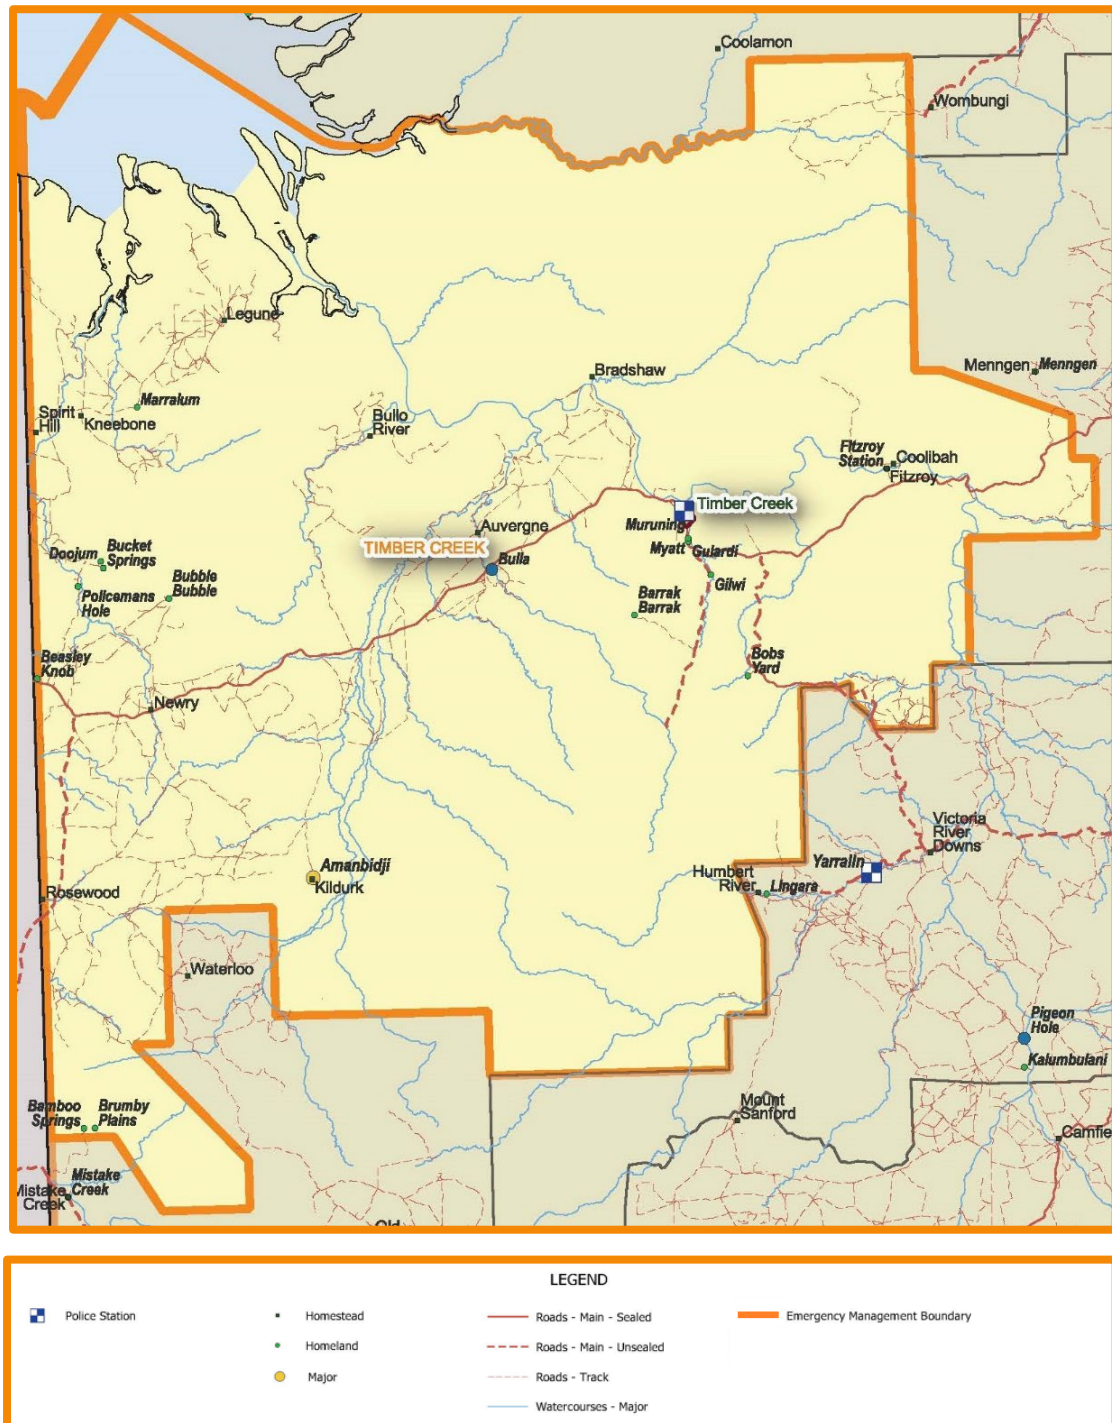 Coolamon
Wombungi
Legune
Menngen
Menngen
Bradshaw
Marralum
Spirit
Hill
Kneebone
Bullo
River
Fitzroy
Station
Coolibah
Fitzroy
Timber Creek
Muruning
Auvergne
TIMBER CREEK
Bulla
Myatt
Gulardi
Doojum
Bucket
Springs
Bubble
Bubble
Policemans
Hole
Gilwi
Barrak
Barrak
Beasley
Knob
Bobs
Yard
Newry
Victoria
River
Downs
Yarralin
Amanbidji
Kildurk
Humbert
River
Lingara
Rosewood
Waterloo
Pigeon
Hole
Kalumbulani
Bamboo
Springs
Brumby
Plains
Mount
Sanford
Camfie
Mistake
Creek
Mistake
Creek
Old
LEGEND
Police Station
Homestead
Roads - Main - Sealed
Emergency Management Boundary
Homeland
Roads - Main - Unsealed
Major
Roads - Track
Watercourses - Major